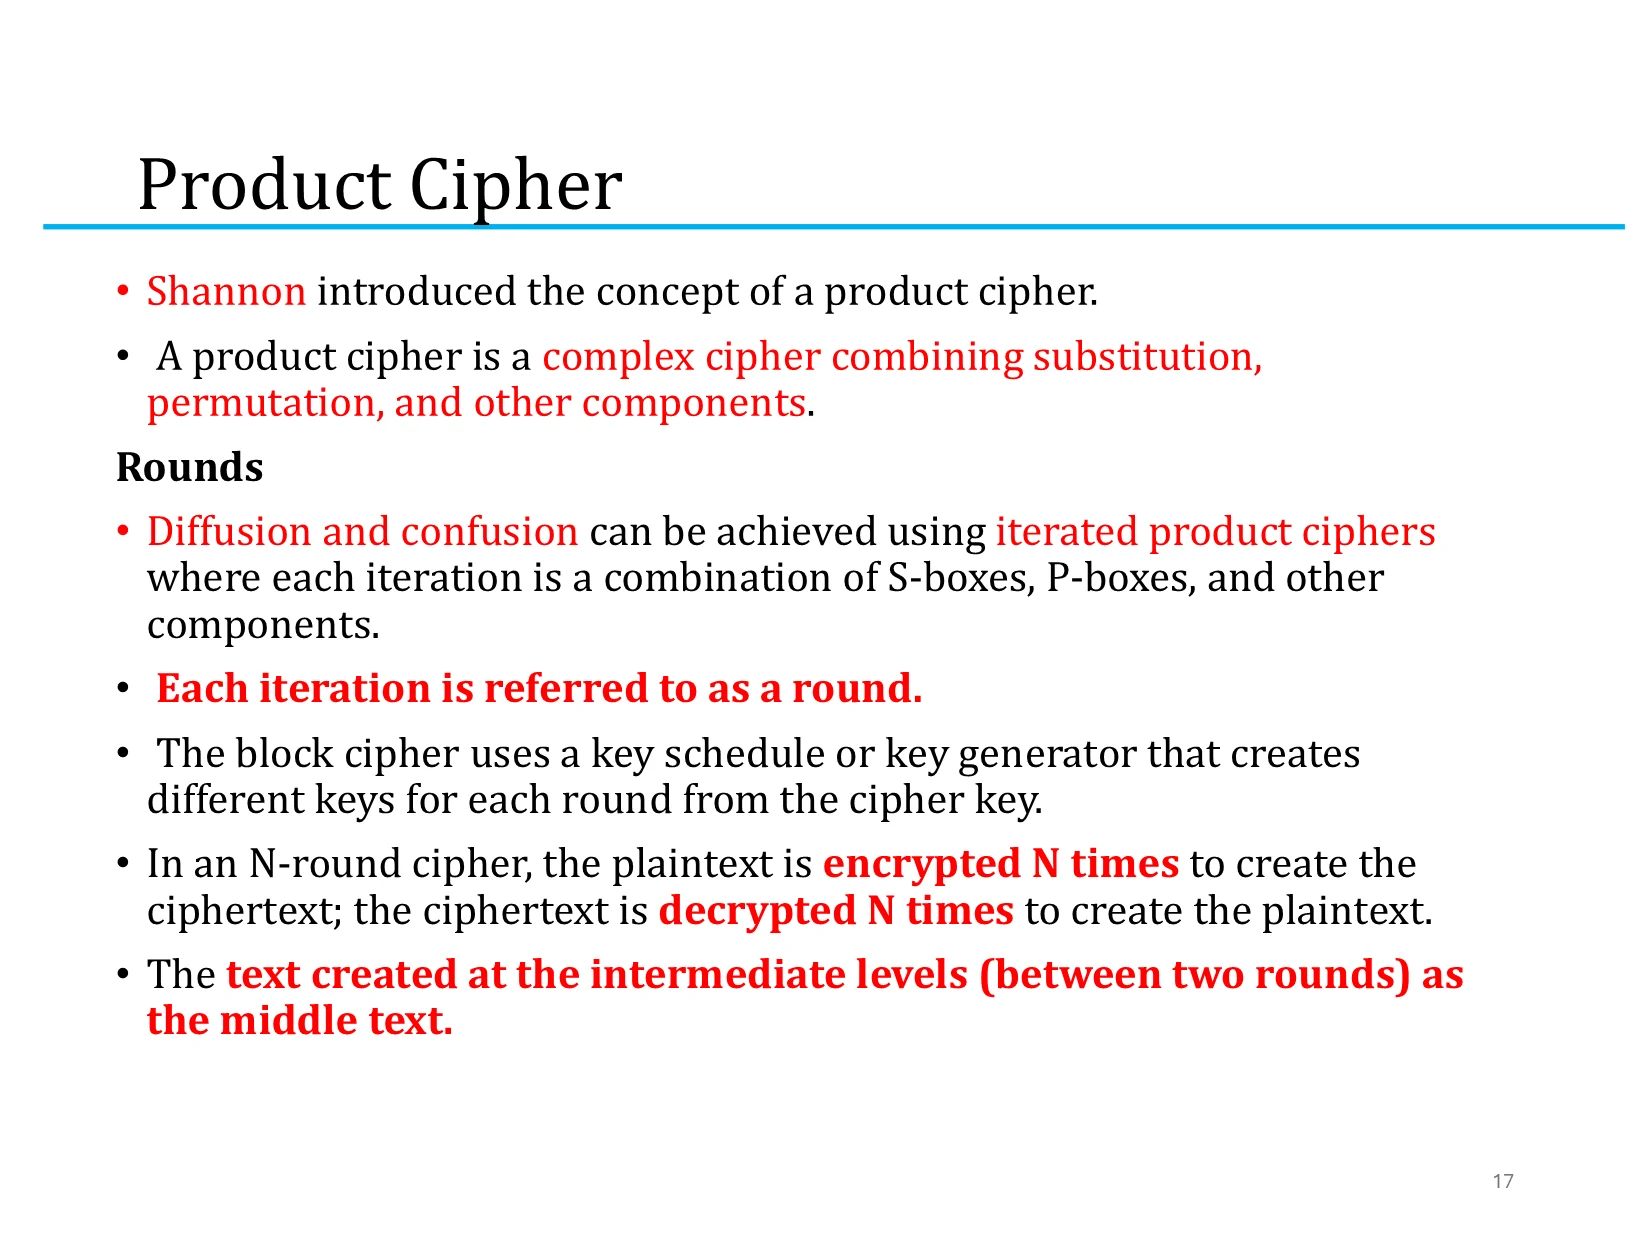 Product Cipher
• Shannon introduced the concept of a product cipher.
• A product cipher is a complex cipher combining substitution,
permutation, and other components.
Rounds
• Diffusion and confusion can be achieved using iterated product ciphers
where each iteration is a combination of S-boxes, P-boxes, and other
components.
• Each iteration is referred to as a round.
• The block cipher uses a key schedule or key generator that creates
different keys for each round from the cipher key.
• In an N-round cipher, the plaintext is encrypted N times to create the
ciphertext; the ciphertext is decrypted N times to create the plaintext.
• The text created at the intermediate levels (between two rounds) as
the middle text.
17